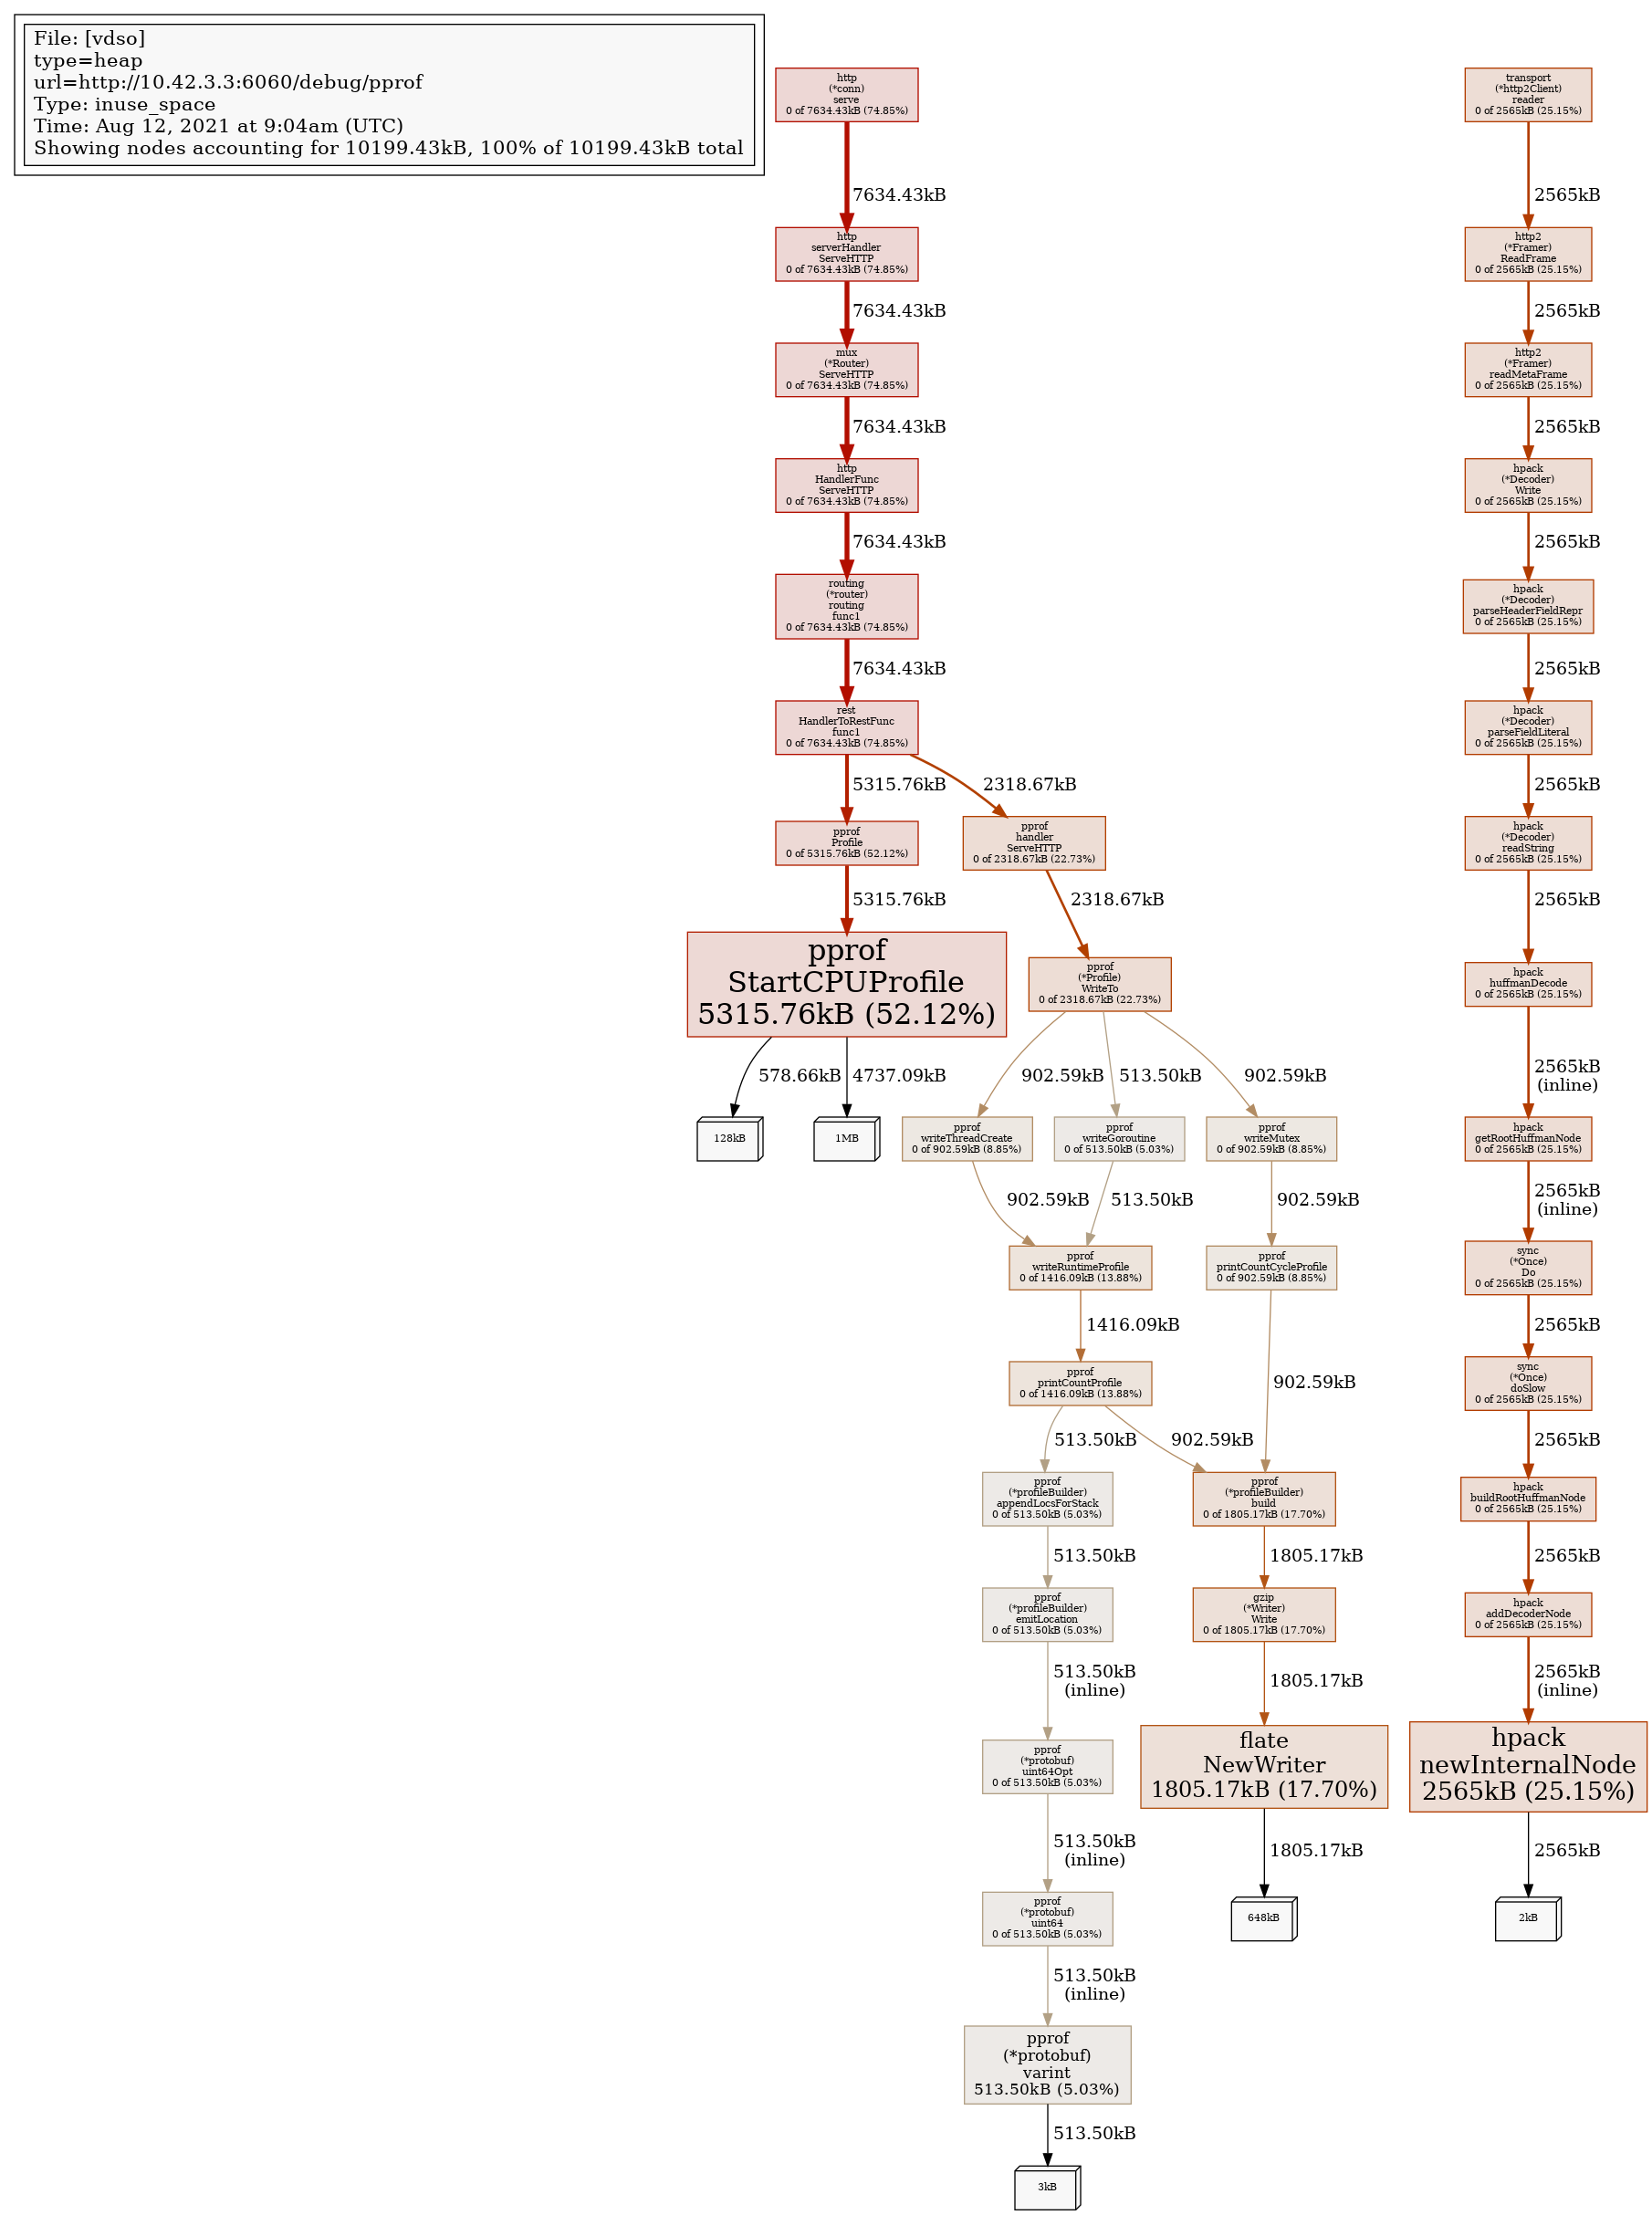 File: [vdso]
type=heap
url=http://10.42.3.3:6060/debug/pprof
Type: inuse_space
Time: Aug 12, 2021 at 9:04am (UTC)
Showing nodes accounting for 10199.43kB, 100% of 10199.43kB total
http
(*conn)
serve
0 of 7634.43kB (74.85%)
7634.43kB
http
serverHandler
ServeHTTP
0 of 7634.43kB (74.85%)
7634.43kB
mux
(*Router)
ServeHTTP
0 of 7634.43kB (74.85%)
7634.43kB
http
HandlerFunc
ServeHTTP
0 of 7634.43kB (74.85%)
7634.43kB
routing
(*router)
routing
func1
0 of 7634.43kB (74.85%)
7634.43kB
rest
HandlerToRestFunc
func1
0 of 7634.43kB (74.85%)
5315.76kB
2318.67kB
pprof
Profile
0 of 5315.76kB (52.12%)
5315.76kB
pprof
StartCPUProfile
5315.76kB (52.12%)
578.66kB
4737.09kB
128kB
1MB
pprof
handler
ServeHTTP
0 of 2318.67kB (22.73%)
2318.67kB
pprof
(*Profile)
WriteTo
0 of 2318.67kB (22.73%)
902.59kB
513.50kB
902.59kB
pprof
writeThreadCreate
0 of 902.59kB (8.85%)
pprof
writeGoroutine
0 of 513.50kB (5.03%)
pprof
writeMutex
0 of 902.59kB (8.85%)
902.59kB
513.50kB
902.59kB
pprof
writeRuntimeProfile
0 of 1416.09kB (13.88%)
pprof
printCountCycleProfile
0 of 902.59kB (8.85%)
1416.09kB
902.59kB
pprof
printCountProfile
0 of 1416.09kB (13.88%)
513.50kB
902.59kB
pprof
(*profileBuilder)
appendLocsForStack
0 of 513.50kB (5.03%)
pprof
(*profileBuilder)
build
0 of 1805.17kB (17.70%)
513.50kB
1805.17kB
pprof
(*profileBuilder)
emitLocation
0 of 513.50kB (5.03%)
gzip
(*Writer)
Write
0 of 1805.17kB (17.70%)
513.50kB
(inline)
1805.17kB
pprof
(*protobuf)
uint64Opt
0 of 513.50kB (5.03%)
flate
NewWriter
1805.17kB (17.70%)
513.50kB
(inline)
1805.17kB
pprof
(*protobuf)
uint64
0 of 513.50kB (5.03%)
648kB
513.50kB
(inline)
pprof
(*protobuf)
varint
513.50kB (5.03%)
513.50kB
3kB
transport
(*http2Client)
reader
0 of 2565kB (25.15%)
2565kB
http2
(*Framer)
ReadFrame
0 of 2565kB (25.15%)
2565kB
http2
(*Framer)
readMetaFrame
0 of 2565kB (25.15%)
2565kB
hpack
(*Decoder)
Write
0 of 2565kB (25.15%)
2565kB
hpack
(*Decoder)
parseHeaderFieldRepr
0 of 2565kB (25.15%)
2565kB
hpack
(*Decoder)
parseFieldLiteral
0 of 2565kB (25.15%)
2565kB
hpack
(*Decoder)
readString
0 of 2565kB (25.15%)
2565kB
hpack
huffmanDecode
0 of 2565kB (25.15%)
2565kB
(inline)
hpack
getRootHuffmanNode
0 of 2565kB (25.15%)
2565kB
(inline)
sync
(*Once)
Do
0 of 2565kB (25.15%)
2565kB
sync
(*Once)
doSlow
0 of 2565kB (25.15%)
2565kB
hpack
buildRootHuffmanNode
0 of 2565kB (25.15%)
2565kB
hpack
addDecoderNode
0 of 2565kB (25.15%)
2565kB
(inline)
hpack
newInternalNode
2565kB (25.15%)
2565kB
2kB